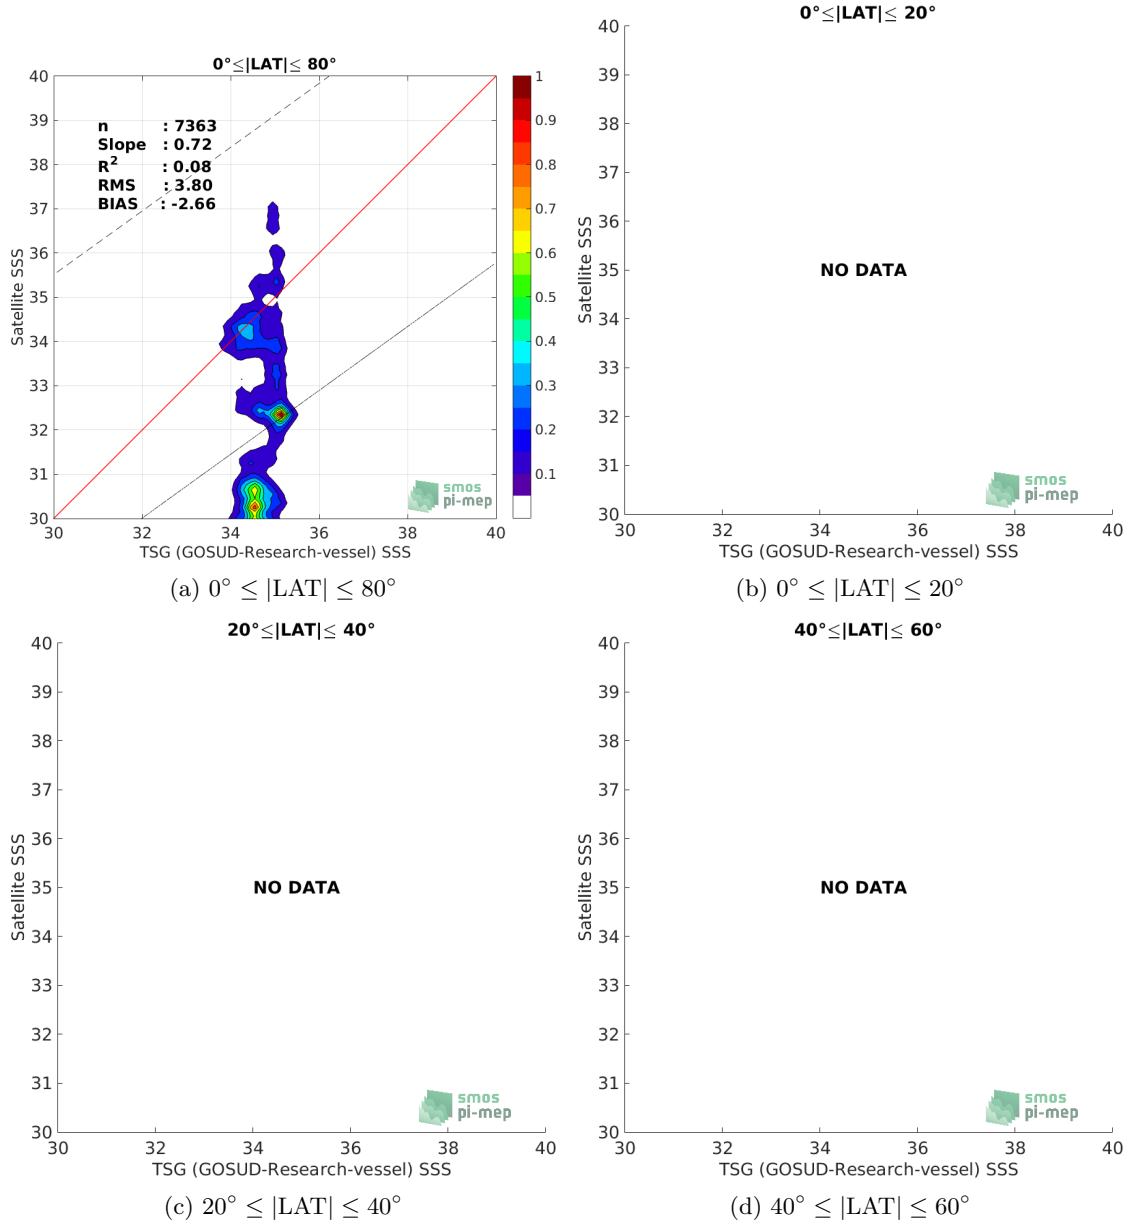 0°≤|LAT|≤ 80°
40
39
38
37
36
35
34
33
32
31
30
Satellite SSS
n : 7363
Slope : 0.72
R² : 0.08
RMS : 3.80
BIAS : -2.66
1
0.9
0.8
0.7
0.6
0.5
0.4
0.3
0.2
0.1
smos
pi-mep
30 32 34 36 38 40
TSG (GOSUD-Research-vessel) SSS
(a) 0° ≤ |LAT| ≤ 80°
0°≤|LAT|≤ 20°
40
39
38
37
36
35
34
33
32
31
30
Satellite SSS
NO DATA
smos
pi-mep
30 32 34 36 38 40
TSG (GOSUD-Research-vessel) SSS
(b) 0° ≤ |LAT| ≤ 20°
20°≤|LAT|≤ 40°
40
39
38
37
36
35
34
33
32
31
30
Satellite SSS
NO DATA
smos
pi-mep
30 32 34 36 38 40
TSG (GOSUD-Research-vessel) SSS
(c) 20° ≤ |LAT| ≤ 40°
40°≤|LAT|≤ 60°
40
39
38
37
36
35
34
33
32
31
30
Satellite SSS
NO DATA
smos
pi-mep
30 32 34 36 38 40
TSG (GOSUD-Research-vessel) SSS
(d) 40° ≤ |LAT| ≤ 60°